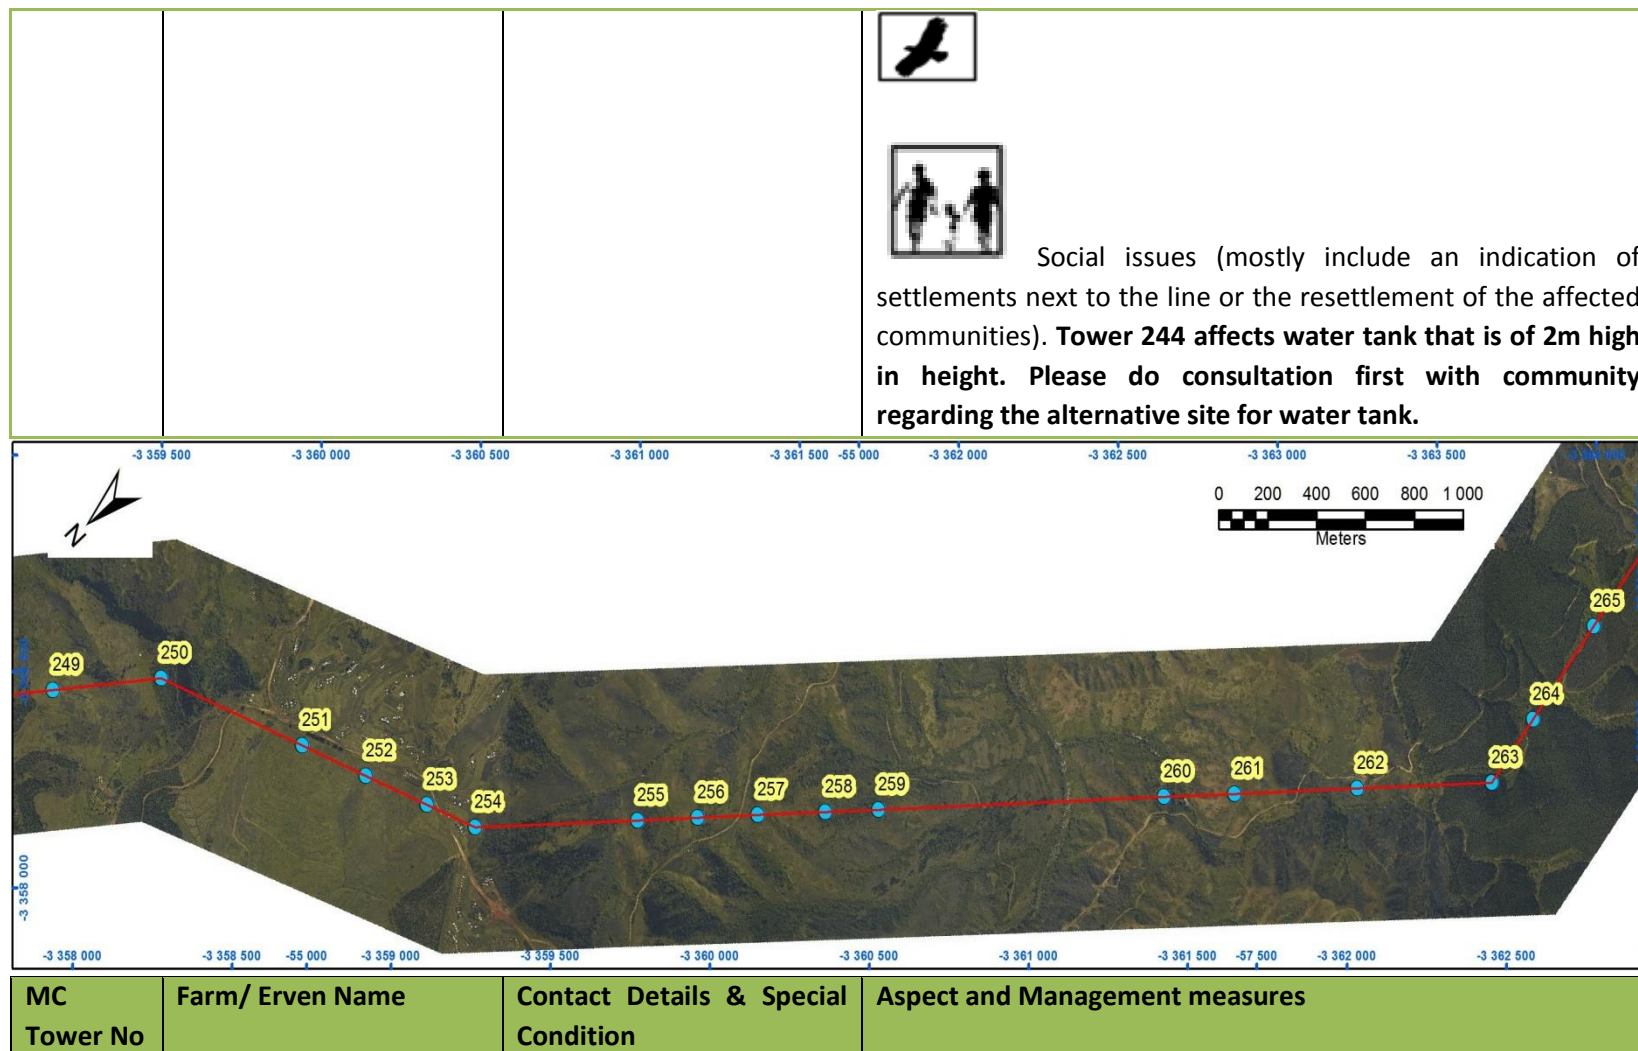 Social issues (mostly include an indication of
settlements next to the line or the resettlement of the affected
communities). Tower 244 affects water tank that is of 2m high
in height. Please do consultation first with community
regarding the alternative site for water tank.
-3 359 500 -3 360 000 -3 360 500 -3 361 000 -3 361 500 -55 000 -3 362 000 -3 362 500 -3 363 000 -3 363 500
N
0 200 400 600 800 1 000
Meters
265
249 250
264
251
252
253
254
255 256 257 258 259 260 261 262 263
-3 358 000
-3 358 000 -3 358 500 -55 000 -3 359 000 -3 359 500 -3 360 000 -3 360 500 -3 361 000 -3 361 500 -57 500 -3 362 000 -3 362 500
MC Farm/ Erven Name Contact Details & Special Aspect and Management measures
Tower No Condition